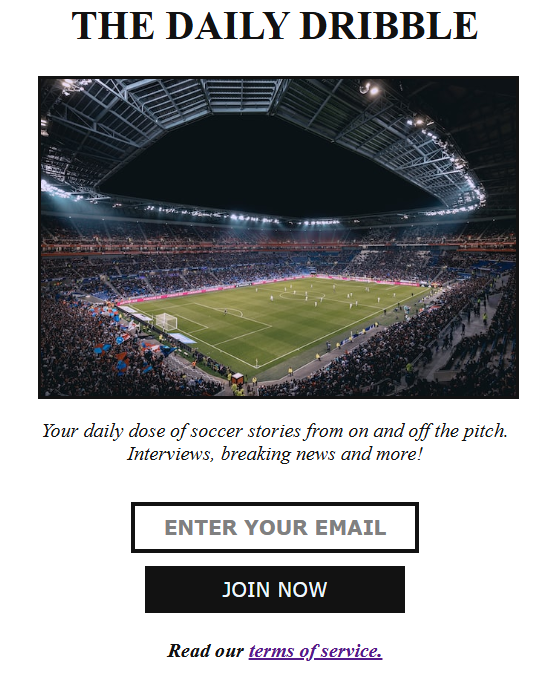 THE DAILY DRIBBLE
Your daily dose of soccer stories from on and off the pitch.
Interviews, breaking news and more!
ENTER YOUR EMAIL
JOIN NOW
Read our terms of service.